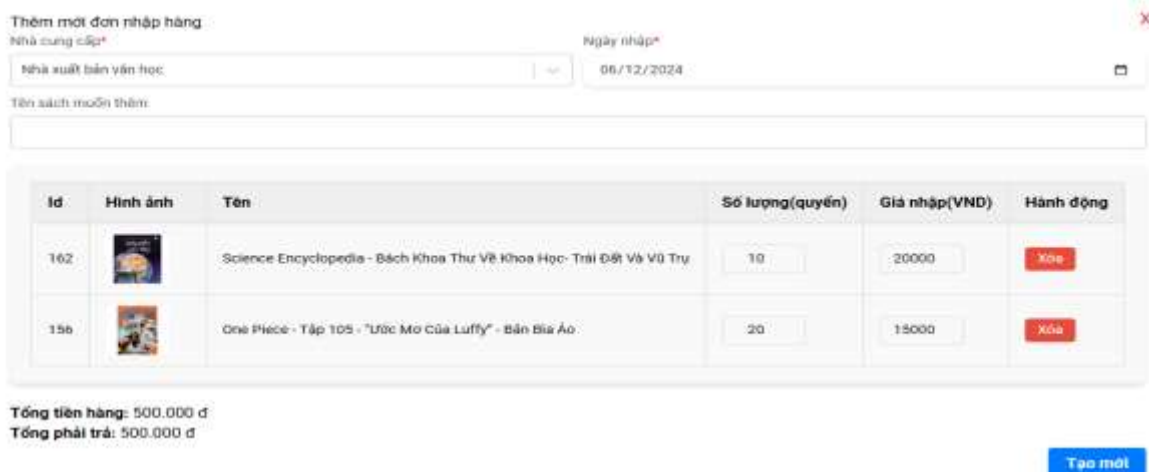 Thêm mới đơn nhập hàng
X
Nhà cung cấp*
Ngày nhập*
Nhà xuất bản văn học
06/12/2024
Tên sách muốn thêm
Id Hình ảnh Tên Số lượng(quyển) Giá nhập(VND) Hành động
162 Science Encyclopedia - Bách Khoa Thư Về Khoa Học- Trái Đất Và Vũ Trụ 10 20000 Xóa
156 One Piece - Tập 105 - "Ước Mơ Của Luffy" - Bản Bìa Áo 20 15000 Xóa
Tổng tiền hàng: 500.000 đ
Tổng phải trả: 500.000 đ
Tạo mới